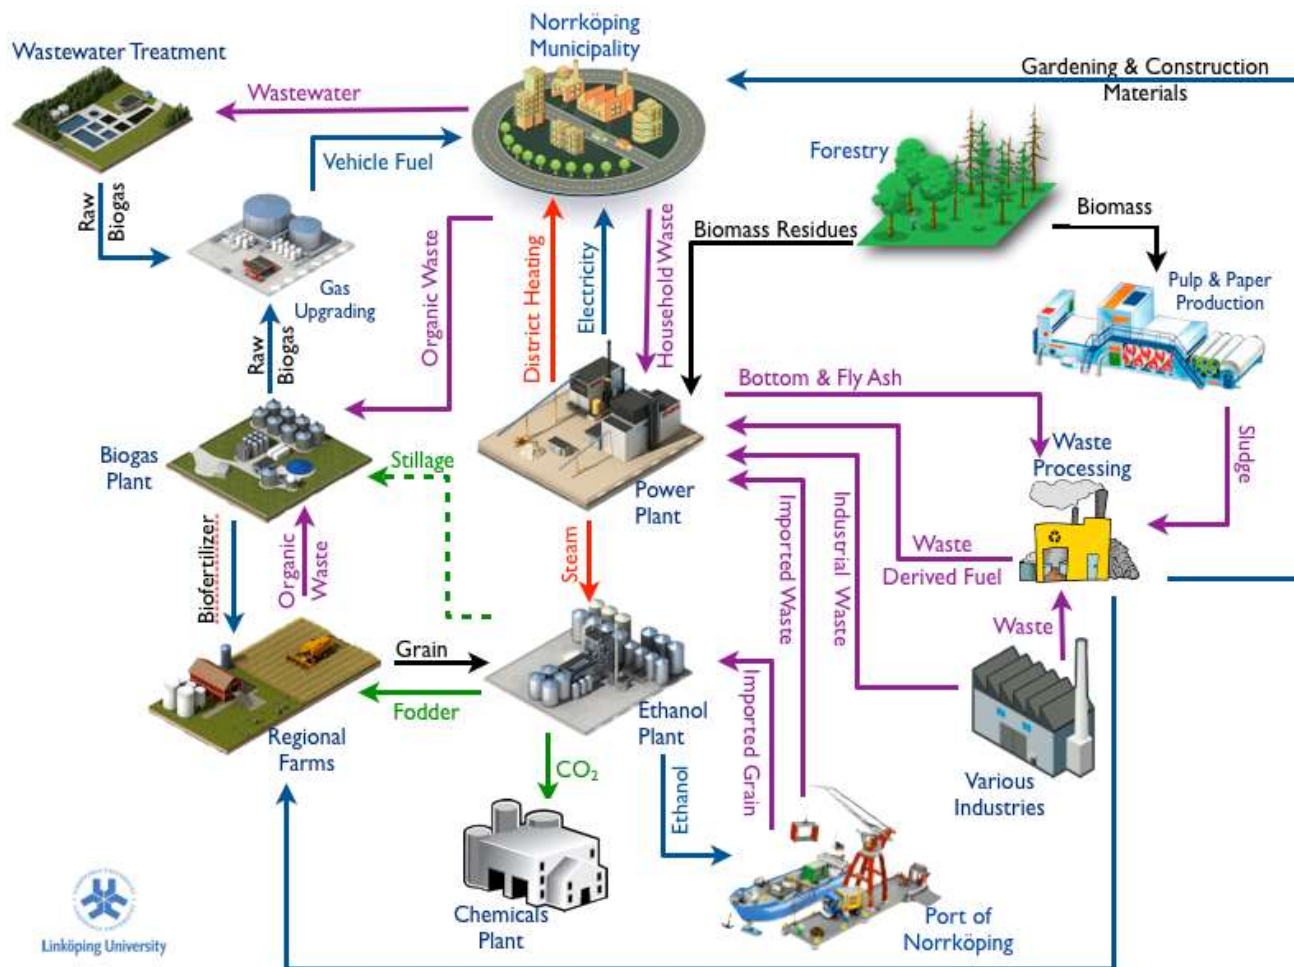 Norrköping
Municipality
Wastewater Treatment
Gardening & Construction
Materials
Wastewater
Forestry
Vehicle Fuel
Raw
Biogas
Biomass
Biomass Residues
Organic Waste
District Heating
Electricity
Household Waste
Gas
Upgrading
Pulp & Paper
Production
Raw
Biogas
Bottom & Fly Ash
Sludge
Waste
Processing
Biogas
Plant
Stillage
Power
Plant
Imported Waste
Industrial Waste
Biofertilizer
Organic
Waste
Steam
Waste
Derived Fuel
Waste
Grain
Fodder
Ethanol
Plant
Imported Grain
Regional
Farms
CO₂
Ethanol
Various
Industries
Chemicals
Plant
Port of
Norrköping
Linköping University